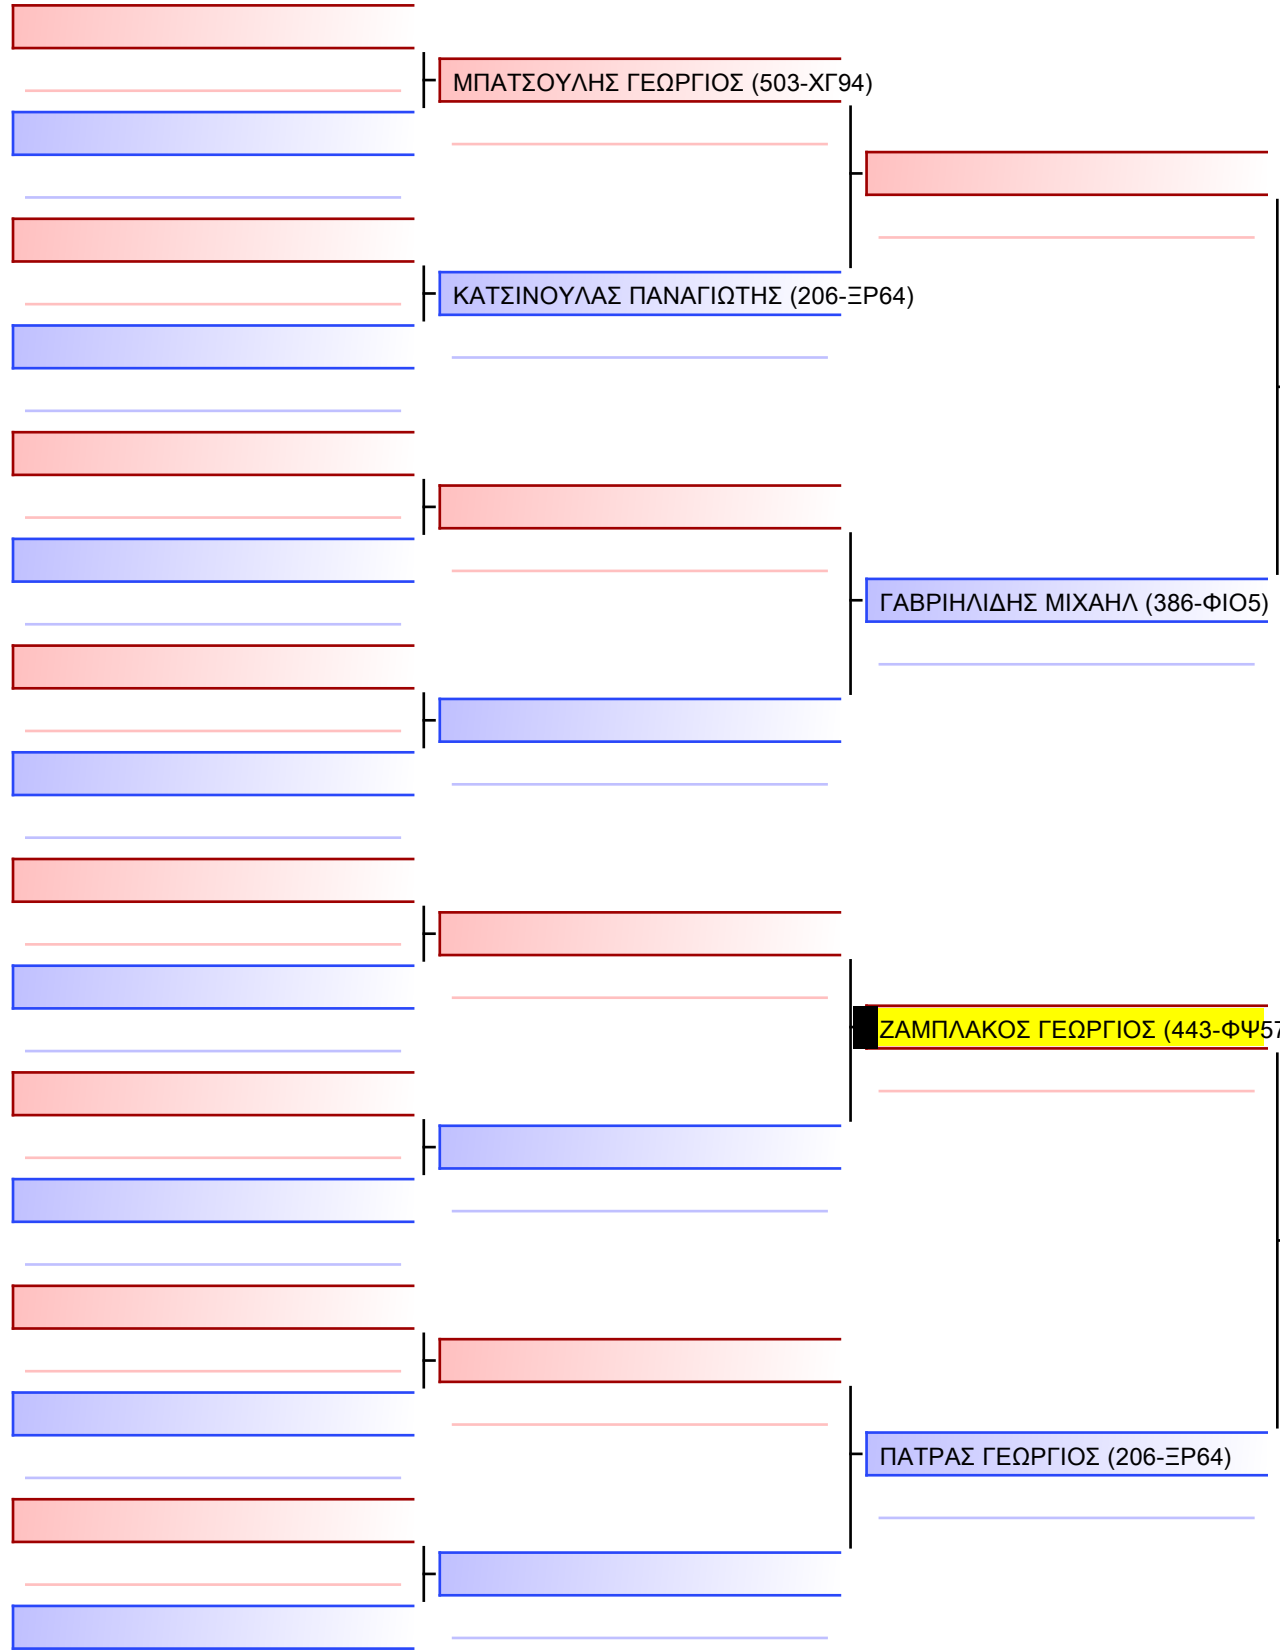 ΜΠΑΤΣΟΥΛΗΣ ΓΕΩΡΓΙΟΣ (503-ΧΓ94)
ΚΑΤΣΙΝΟΥΛΑΣ ΠΑΝΑΓΙΩΤΗΣ (206-ΞΡ64)
ΓΑΒΡΙΗΛΙΔΗΣ ΜΙΧΑΗΛ (386-ΦΙΟ5)
ΖΑΜΠΛΑΚΟΣ ΓΕΩΡΓΙΟΣ (443-ΦΨ57
ΠΑΤΡΑΣ ΓΕΩΡΓΙΟΣ (206-ΞΡ64)